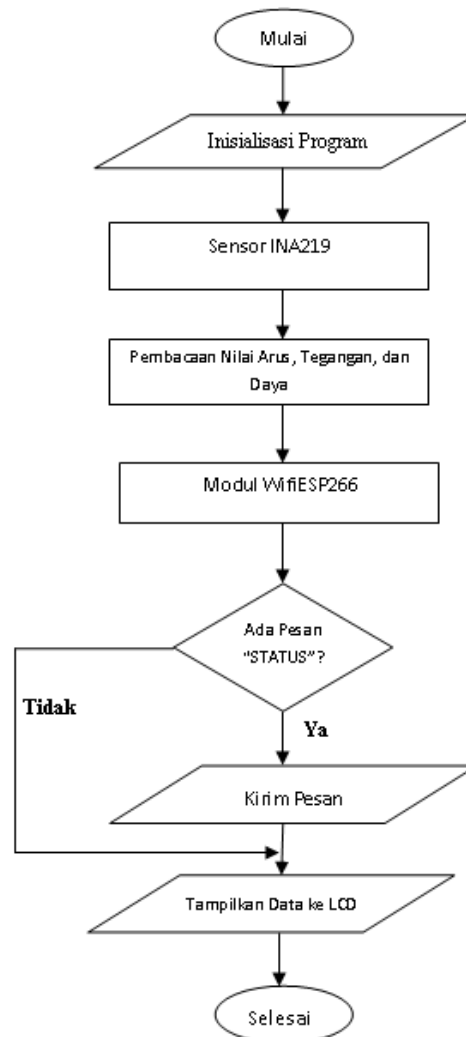 Mulai
Inisialisasi Program
Sensor INA219
Pembacaan Nilai Arus, Tegangan, dan
Daya
Modul WifiESP266
Ada Pesan
"STATUS"?
Tidak
Ya
Kirim Pesan
Tampilkan Data ke LCD
Selesai